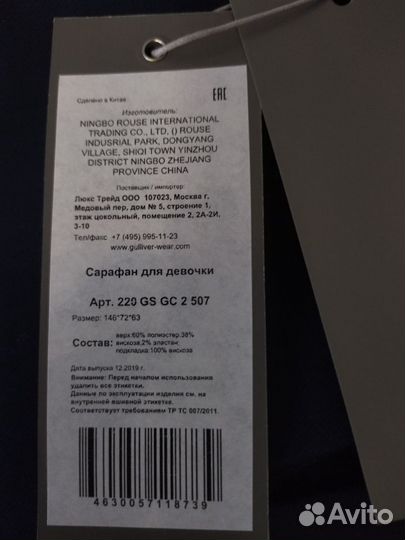 Сделано в Китае
EAC
Изготовитель:
NINGBO ROUSE INTERNATIONAL
TRADING CO., LTD, () ROUSE
INDUSRIAL PARK, DONGYANG
VILLAGE, SHIQI TOWN YINZHOU
DISTRICT NINGBO ZHEJIANG
PROVINCE CHINA
Поставщик / импортер:
Люкс Трейд ООО 107023, Москва г.
Медовый пер, дом № 5, строение 1,
этаж цокольный, помещение 2, 2А-2И,
3-10
Тел/факс +7 (495) 995-11-23
www.gulliver-wear.com
Сарафан для девочки
Арт. 220 GS GC 2 507
Размер: 146*72*63
Состав: верх:60% полиэстер,38%
вискоза,2% эластан;
подкладка:100% вискоза
Дата выпуска 12.2019 г.
Внимание: Перед началом использования
удалить все этикетки.
Данные по эксплуатации изделия см. на
внутренней вшивной этикетке.
Соответствует требованиям ТР ТС 007/2011.
4630057118739
Avito